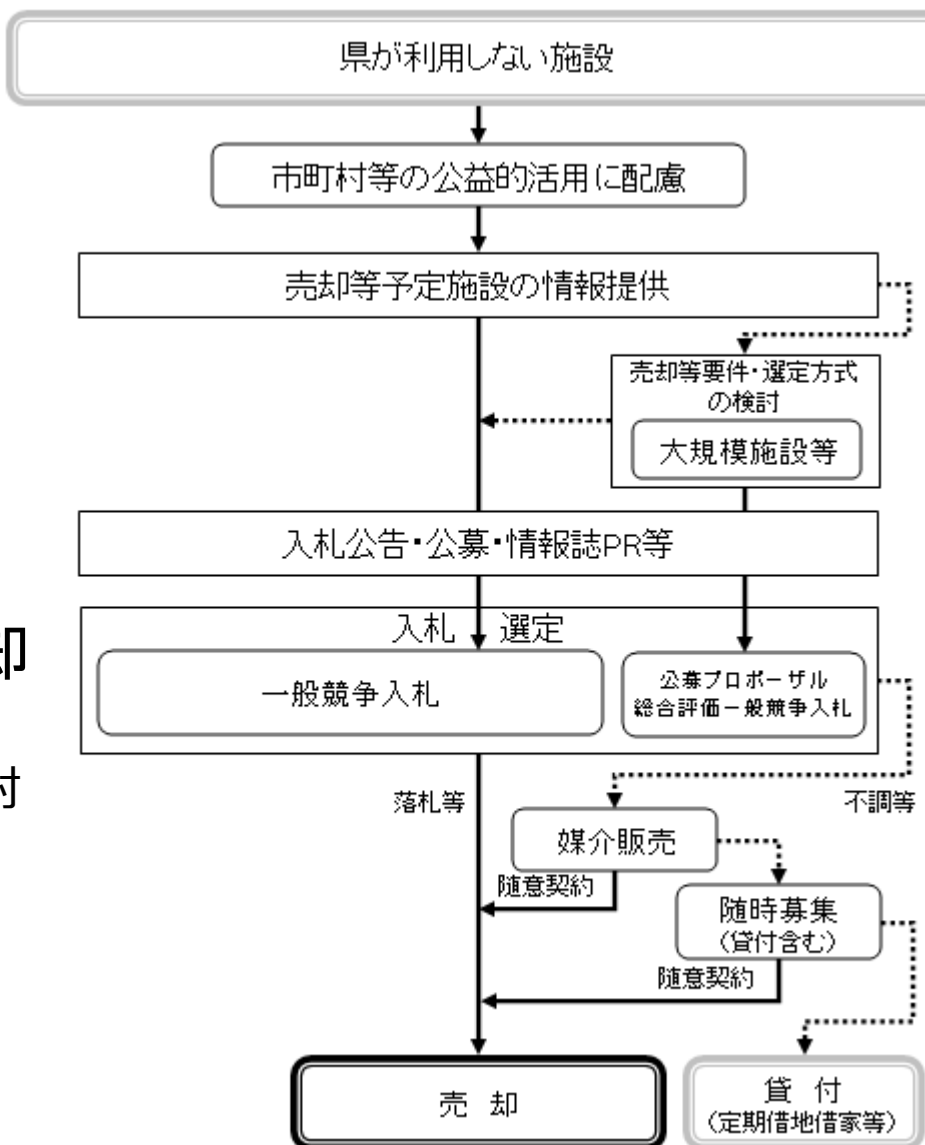 県が利用しない施設
市町村等の公益的活用に配慮
売却等予定施設の情報提供
売却等要件・選定方式
の検討
大規模施設等
入札公告・公募・情報誌PR等
入札 選定
一般競争入札
公募プロポーザル
総合評価一般競争入札
却
付
落札等
不調等
媒介販売
随意契約
随時募集
(貸付含む)
随意契約
売 却
貸 付
(定期借地借家等)